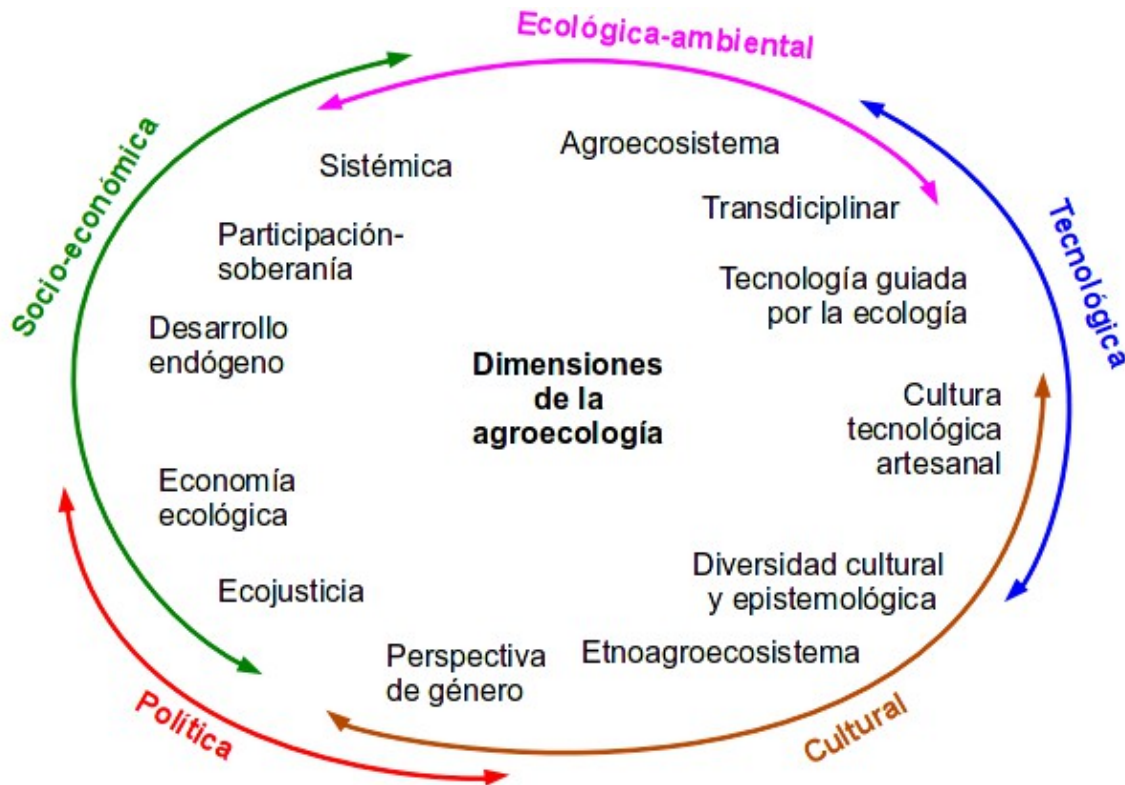 Ecológica-ambiental
Socio-económica
Tecnológica
Agroecosistema
Sistémica
Transdiciplinar
Participación-
soberanía
Tecnología guiada
por la ecología
Desarrollo
endógeno
Dimensiones
de la
agroecología
Cultura
tecnológica
artesanal
Economía
ecológica
Diversidad cultural
y epistemológica
Ecojusticia
Etnoagroecosistema
Perspectiva
de género
Política
Cultural